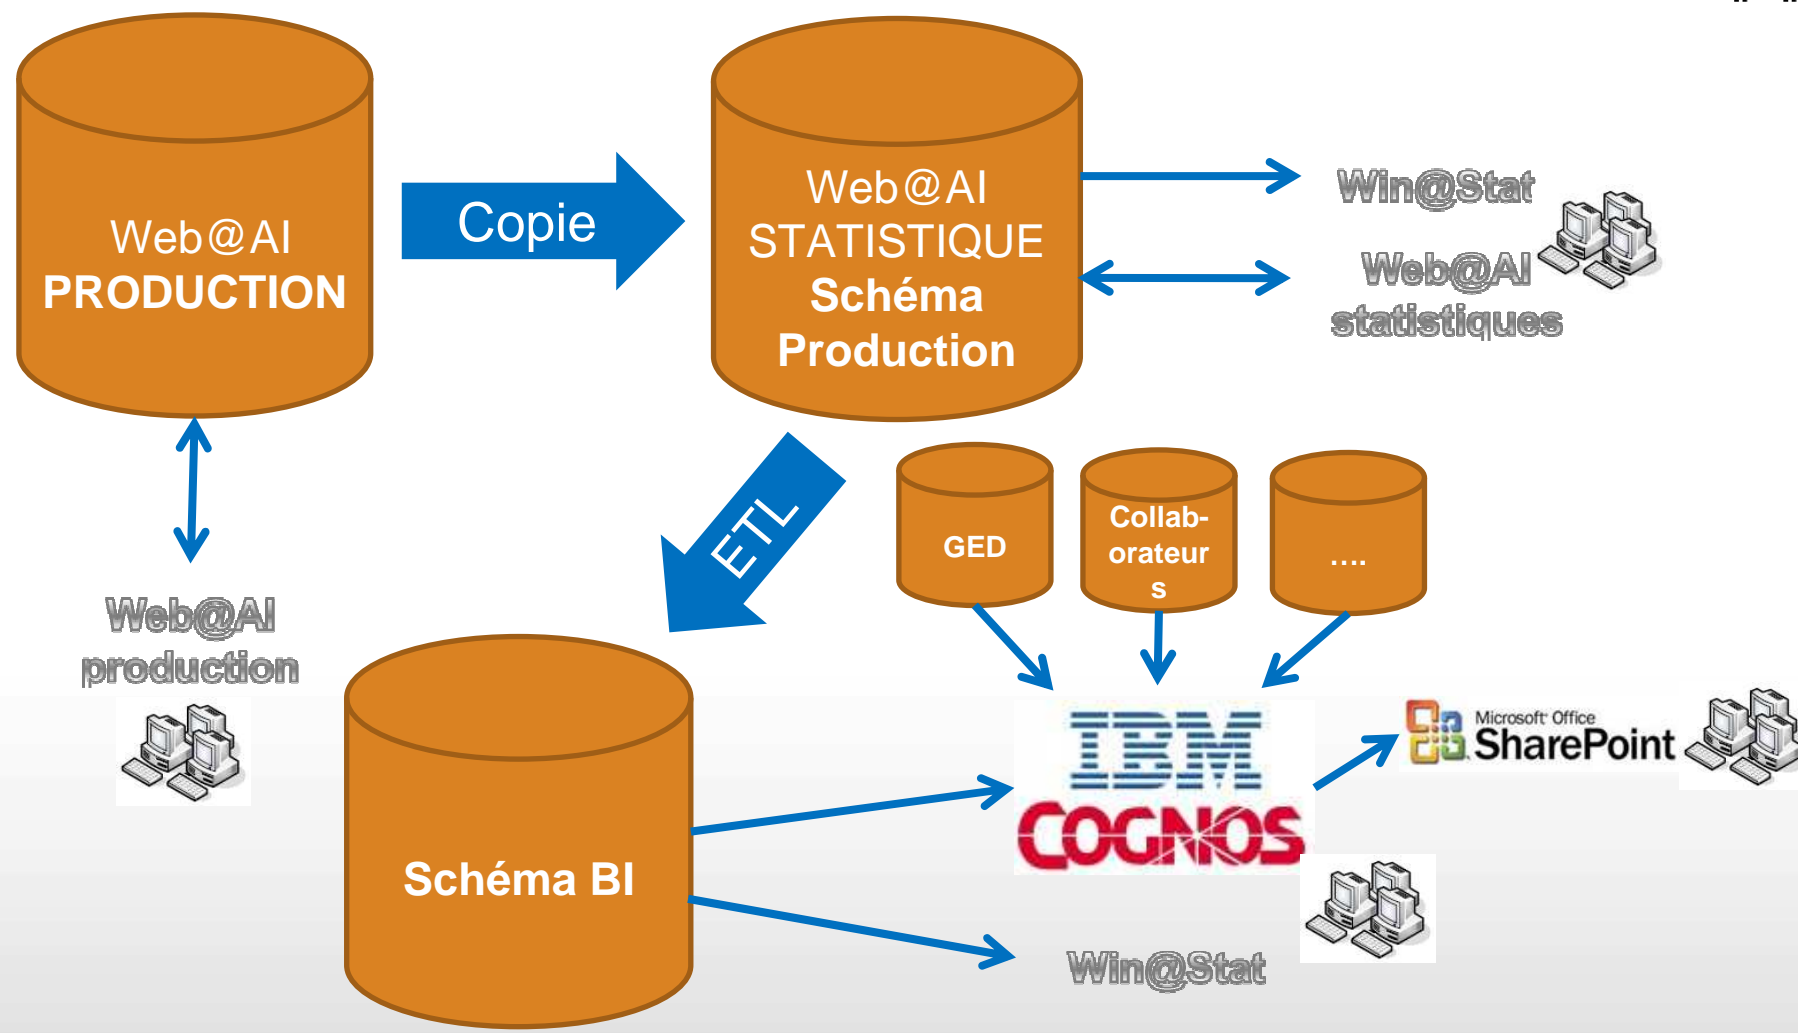 Web@AI
PRODUCTION
Copie
Web@AI
STATISTIQUE
Schéma
Production
Win@Stat
Web@AI
statistiques
ETL
GED
Collab-
orateur
s
....
Web@AI
production
Schéma BI
IBM
COGNOS
Microsoft Office
SharePoint
Win@Stat